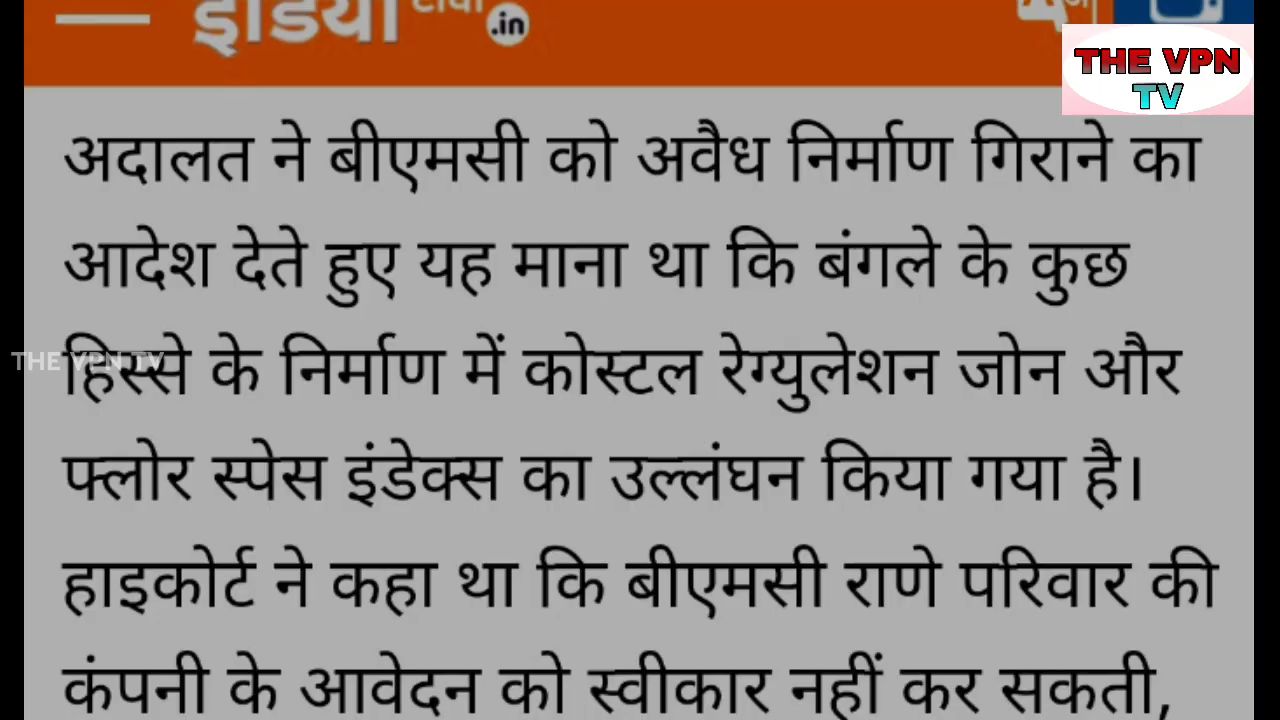 इंडिया टीवी
.in
THE VPN
TV
अदालत ने बीएमसी को अवैध निर्माण गिराने का
आदेश देते हुए यह माना था कि बंगले के कुछ
THE VPN TV
हिस्से के निर्माण में कोस्टल रेग्युलेशन जोन और
फ्लोर स्पेस इंडेक्स का उल्लंघन किया गया है।
हाइकोर्ट ने कहा था कि बीएमसी राणे परिवार की
कंपनी के आवेदन को स्वीकार नहीं कर सकती,